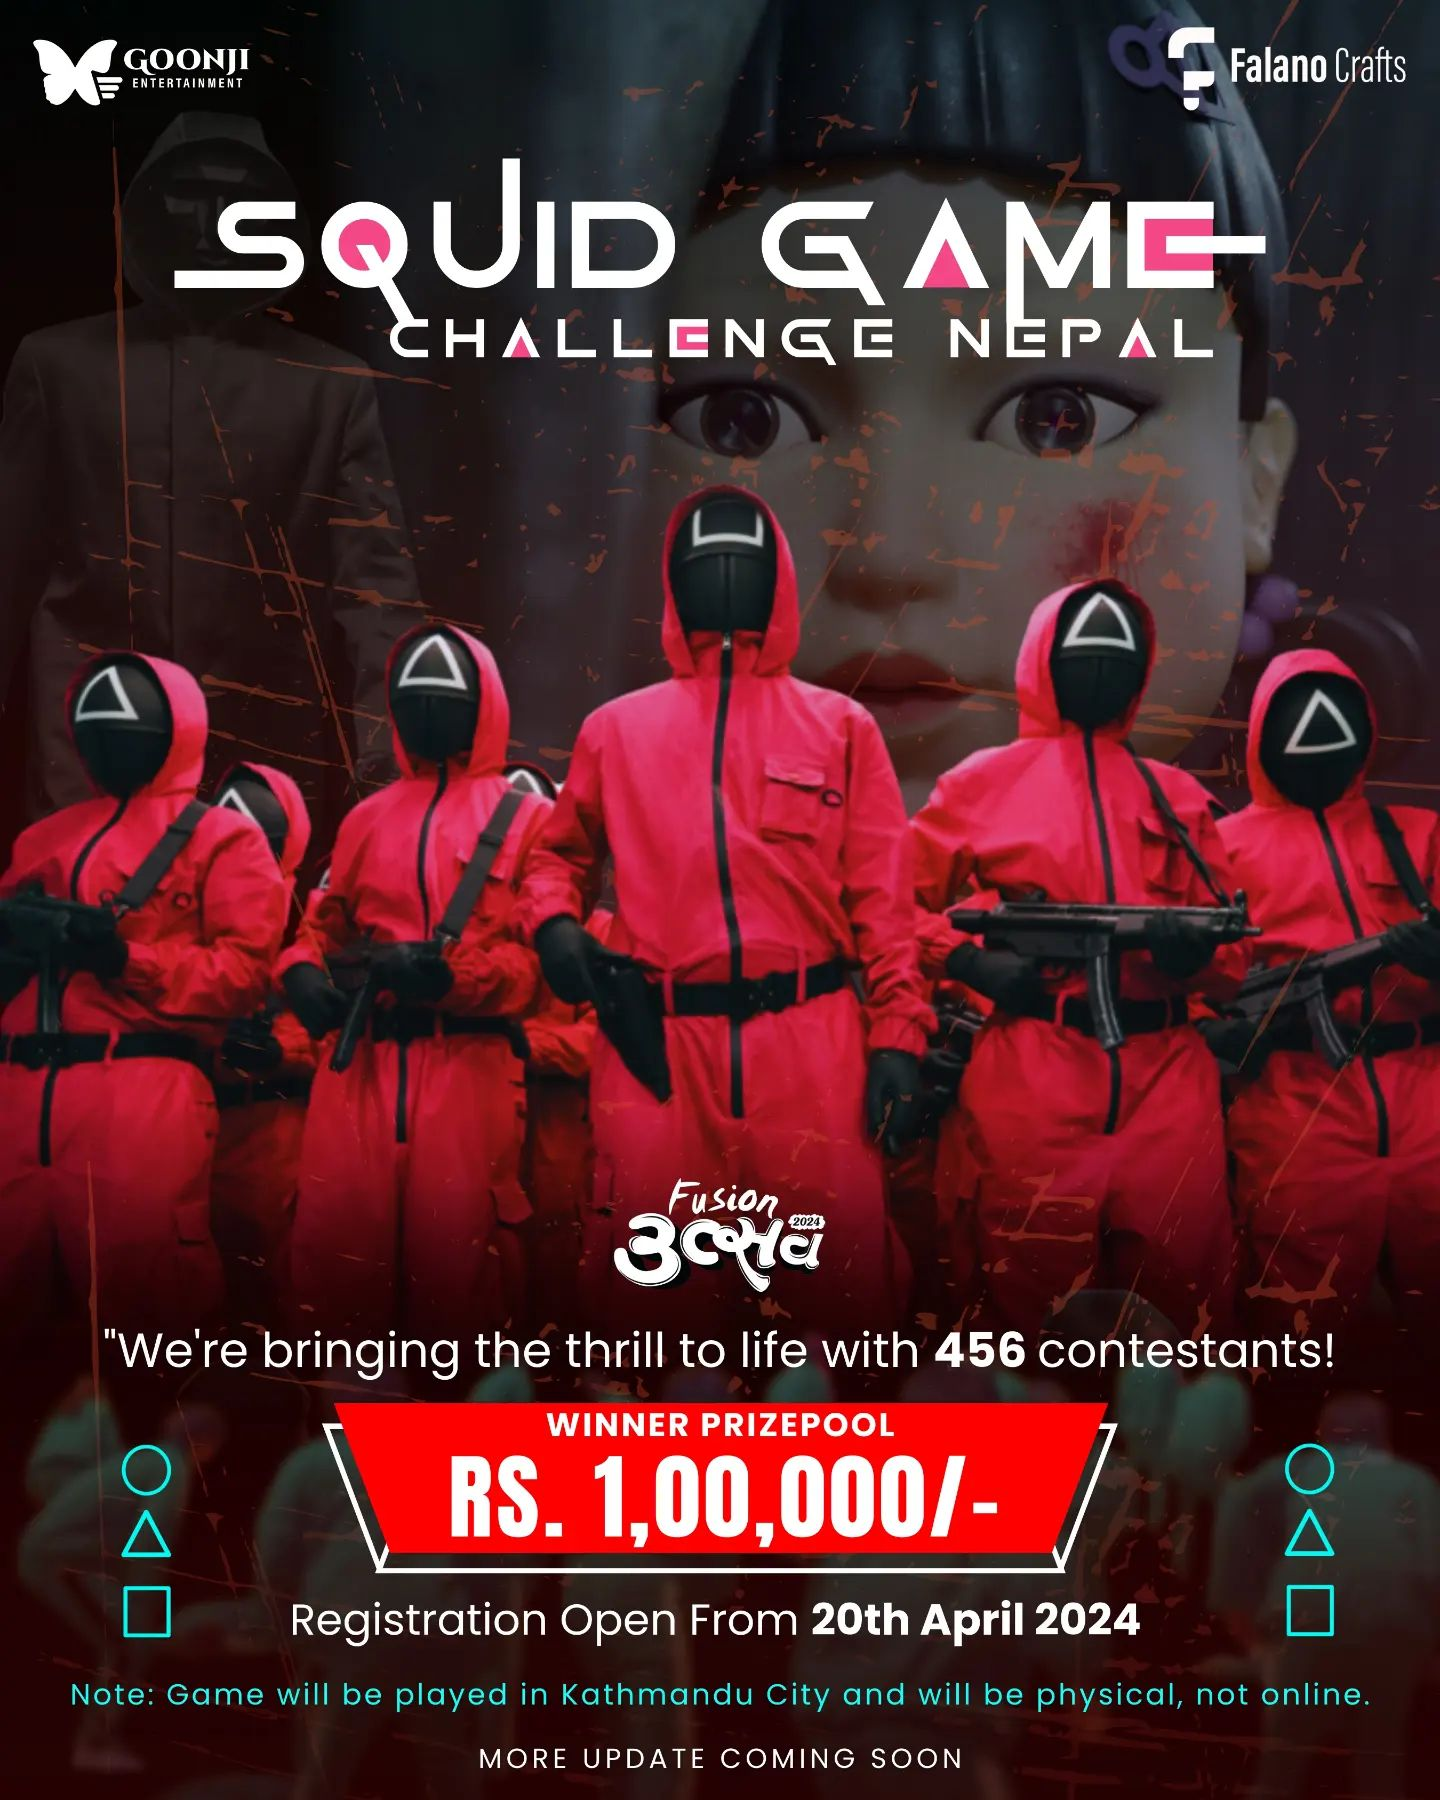 GOONJI
ENTERTAINMENT
Falano Crafts
SQUID GAME
CHALLENGE NEPAL
Fusion
उत्सव 2024
"We're bringing the thrill to life with 456 contestants!
WINNER PRIZEPOOL
RS. 1,00,000/-
Registration Open From 20th April 2024
Note: Game will be played in Kathmandu City and will be physical, not online.
MORE UPDATE COMING SOON